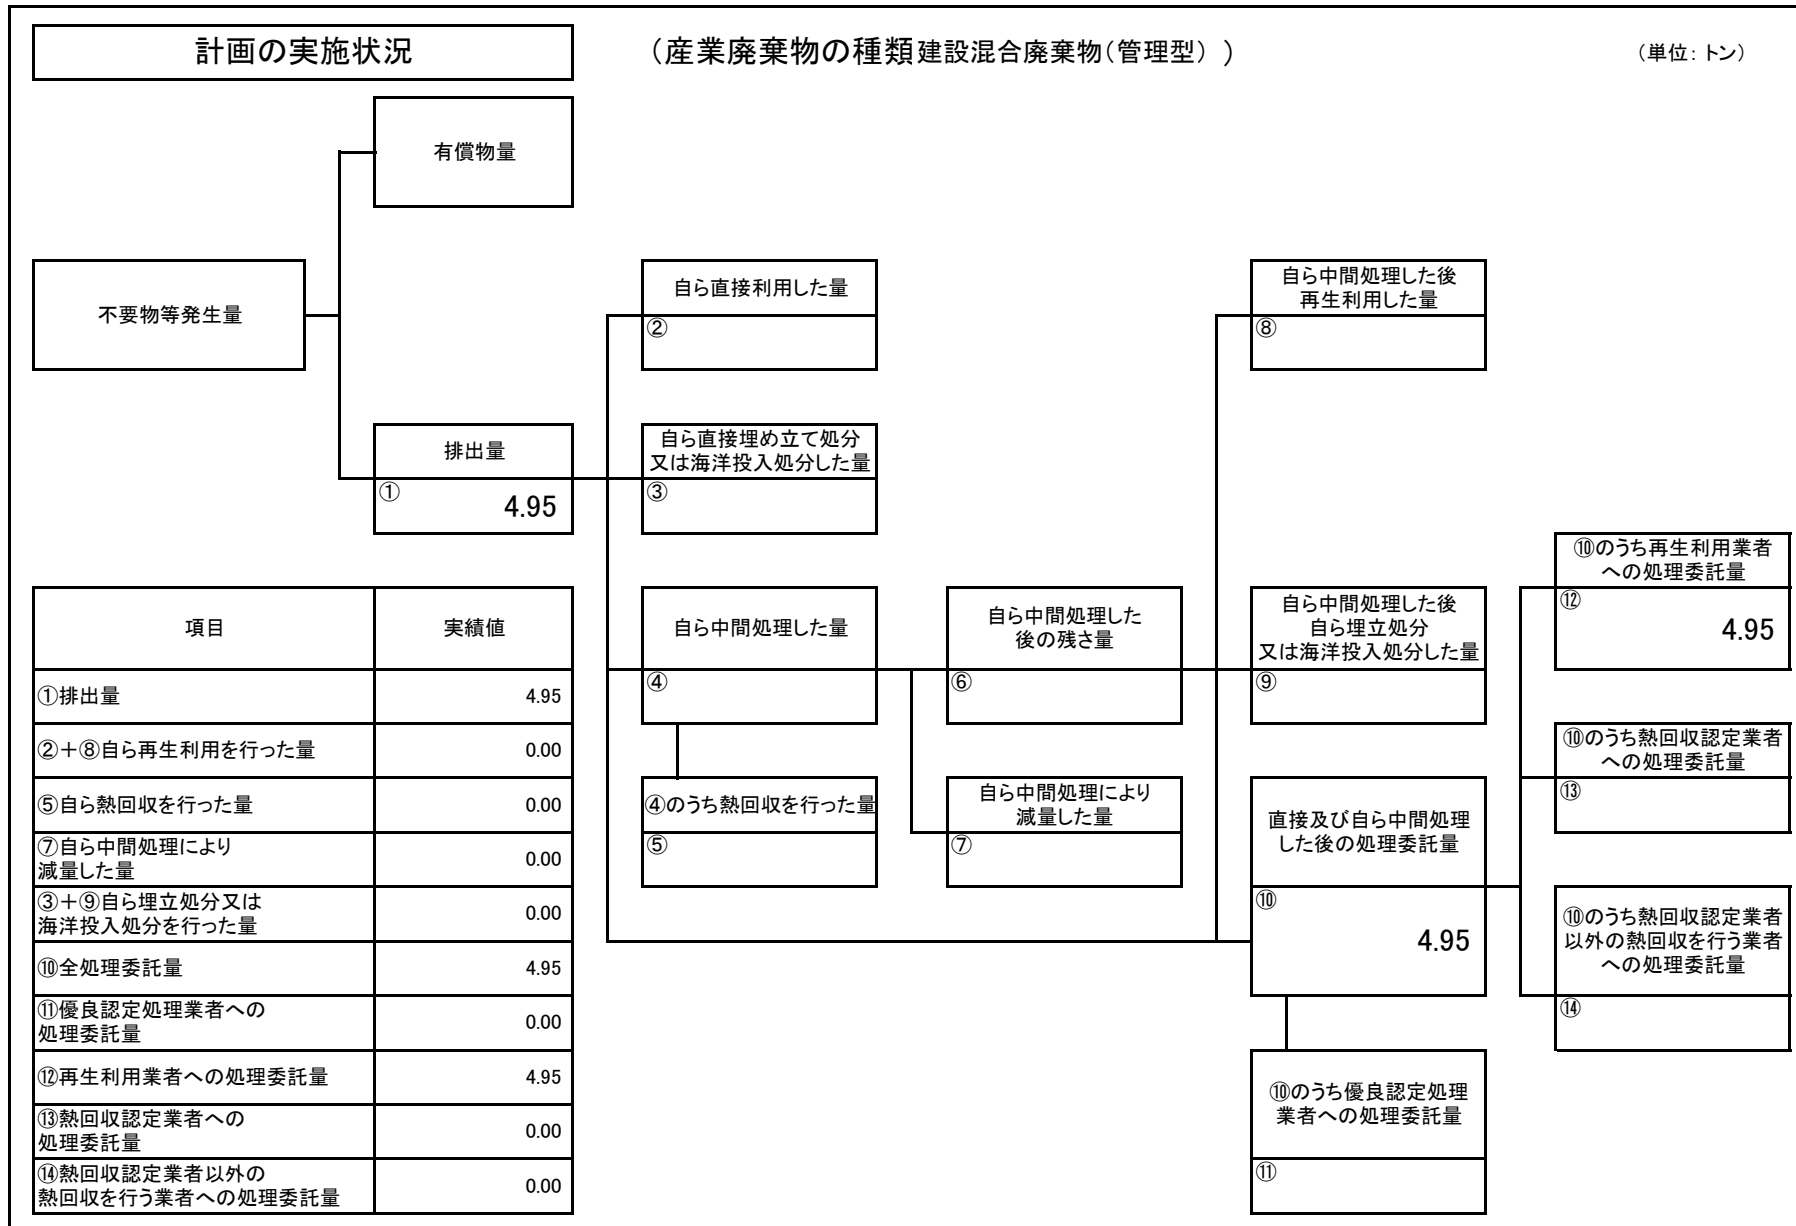 計画の実施状況
（産業廃棄物の種類建設混合廃棄物（管理型））
（単位：トン）
有償物量
不要物等発生量
自ら直接利用した量
②
自ら中間処理した後
再生利用した量
⑧
排出量
①
4.95
自ら直接埋め立て処分
又は海洋投入処分した量
③
⑩のうち再生利用業者
への処理委託量
⑫
4.95
自ら中間処理した量
④
自ら中間処理した
後の残さ量
⑥
自ら中間処理した後
自ら埋立処分
又は海洋投入処分した量
⑨
⑩のうち熱回収認定業者
への処理委託量
⑬
④のうち熱回収を行った量
⑤
自ら中間処理により
減量した量
⑦
直接及び自ら中間処理
した後の処理委託量
⑩
4.95
⑩のうち熱回収認定業者
以外の熱回収を行う業者
への処理委託量
⑭
⑩のうち優良認定処理
業者への処理委託量
⑪
項目 実績値
①排出量 4.95
②＋⑧自ら再生利用を行った量 0.00
⑤自ら熱回収を行った量 0.00
⑦自ら中間処理により
減量した量 0.00
③＋⑨自ら埋立処分又は
海洋投入処分を行った量 0.00
⑩全処理委託量 4.95
⑪優良認定処理業者への
処理委託量 0.00
⑫再生利用業者への処理委託量 4.95
⑬熱回収認定業者への
処理委託量 0.00
⑭熱回収認定業者以外の
熱回収を行う業者への処理委託量 0.00